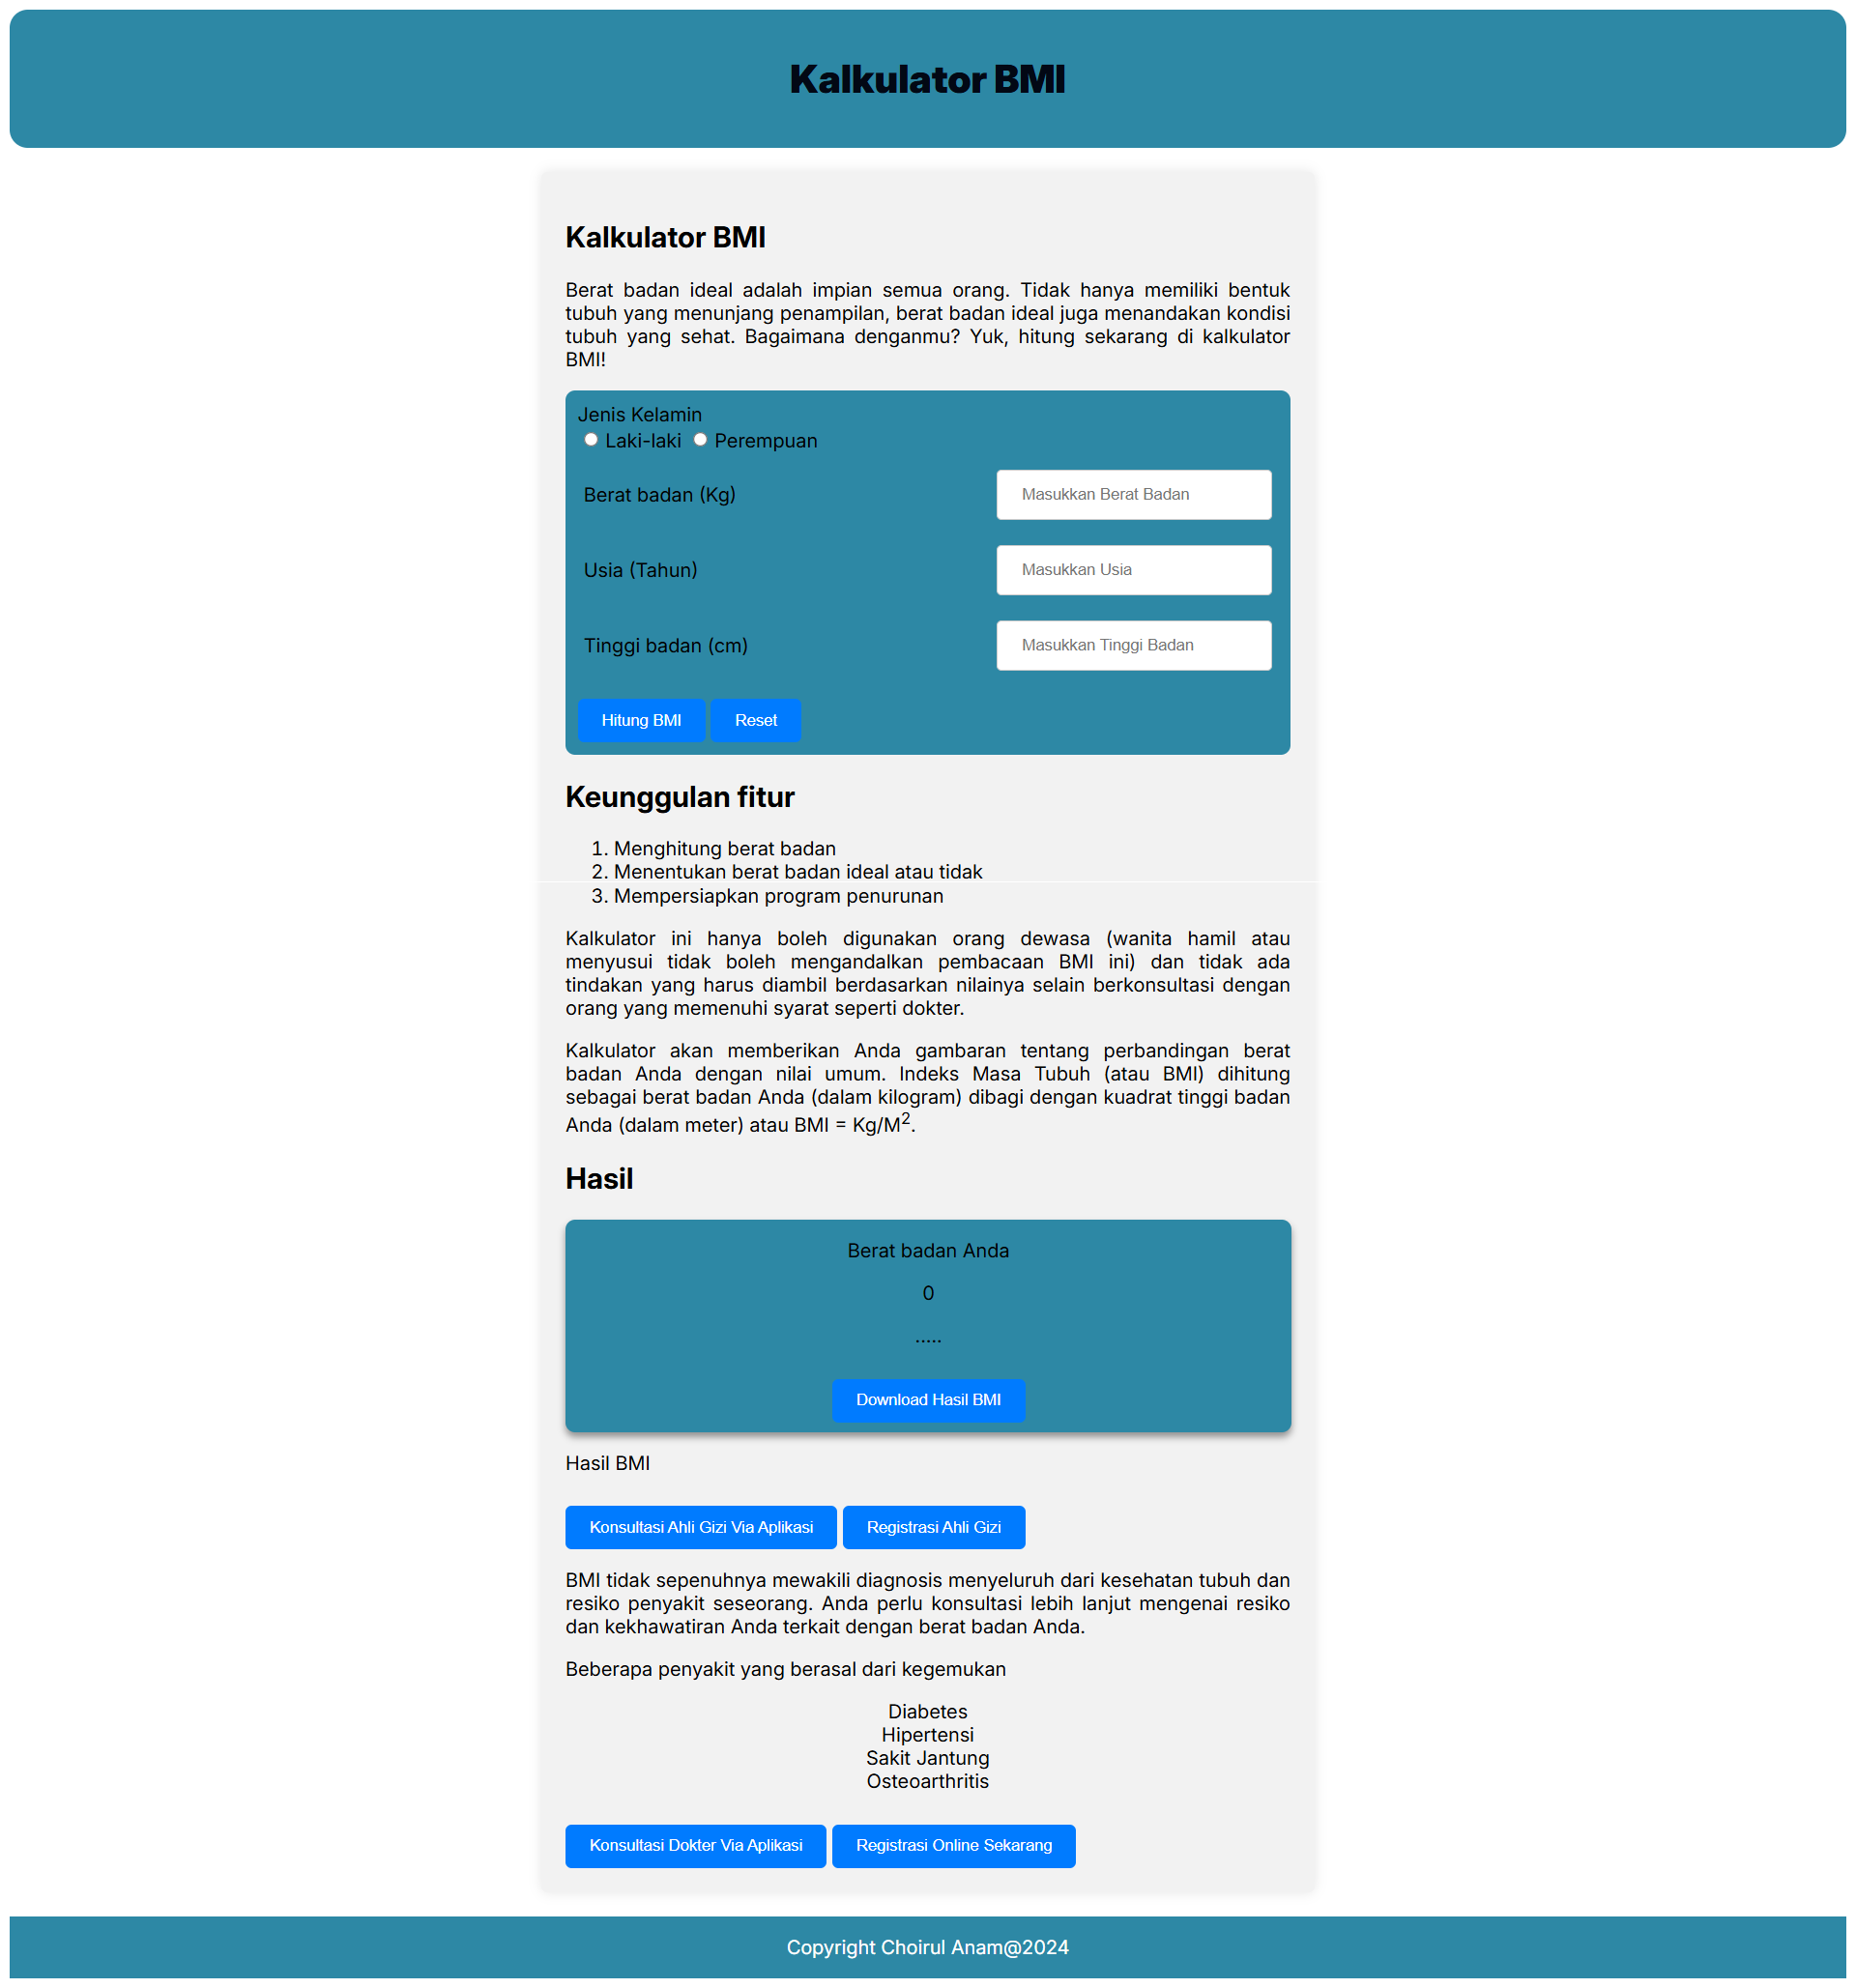 Kalkulator BMI
Kalkulator BMI
Berat badan ideal adalah impian semua orang. Tidak hanya memiliki bentuk
tubuh yang menunjang penampilan, berat badan ideal juga menandakan kondisi
tubuh yang sehat. Bagaimana denganmu? Yuk, hitung sekarang di kalkulator
BMI!
Jenis Kelamin
Laki-laki Perempuan
Berat badan (Kg) Masukkan Berat Badan
Usia (Tahun) Masukkan Usia
Tinggi badan (cm) Masukkan Tinggi Badan
Hitung BMI Reset
Keunggulan fitur
1. Menghitung berat badan
2. Menentukan berat badan ideal atau tidak
3. Mempersiapkan program penurunan
Kalkulator ini hanya boleh digunakan orang dewasa (wanita hamil atau
menyusui tidak boleh mengandalkan pembacaan BMI ini) dan tidak ada
tindakan yang harus diambil berdasarkan nilainya selain berkonsultasi dengan
orang yang memenuhi syarat seperti dokter.
Kalkulator akan memberikan Anda gambaran tentang perbandingan berat
badan Anda dengan nilai umum. Indeks Masa Tubuh (atau BMI) dihitung
sebagai berat badan Anda (dalam kilogram) dibagi dengan kuadrat tinggi badan
Anda (dalam meter) atau BMI = Kg/M².
Hasil
Berat badan Anda
0
.....
Download Hasil BMI
Hasil BMI
Konsultasi Ahli Gizi Via Aplikasi Registrasi Ahli Gizi
BMI tidak sepenuhnya mewakili diagnosis menyeluruh dari kesehatan tubuh dan
resiko penyakit seseorang. Anda perlu konsultasi lebih lanjut mengenai resiko
dan kekhawatiran Anda terkait dengan berat badan Anda.
Beberapa penyakit yang berasal dari kegemukan
Diabetes
Hipertensi
Sakit Jantung
Osteoarthritis
Konsultasi Dokter Via Aplikasi Registrasi Online Sekarang
Copyright Choirul Anam@2024